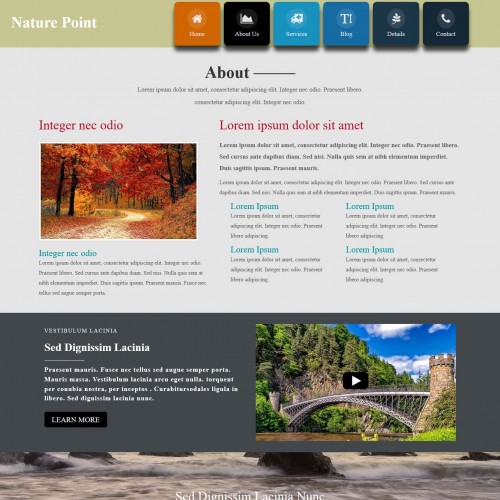 Nature Point
Home
About Us
Services
Blog
Details
Contact
About
Lorem ipsum dolor sit amet, consectetur adipiscing elit. Integer nec odio. Praesent libero.
consectetur adipiscing elit. Integer nec odio.
Integer nec odio
Integer nec odio
Lorem ipsum dolor sit amet, consectetur adipiscing elit. Integer nec odio.
Praesent libero. Sed cursus ante dapibus diam. Sed nisi. Nulla quis sem at nibh
elementum imperdiet. Duis sagittis ipsum. Praesent mauris. Fusce nec
tellus sed augue semper porta.
Lorem ipsum dolor sit amet
Lorem ipsum dolor sit amet, consectetur adipiscing elit. Integer nec odio. Praesent libero.
Sed cursus ante dapibus diam. Sed nisi. Nulla quis sem at nibh elementum imperdiet.
Duis sagittis ipsum. Praesent mauris.
Lorem ipsum dolor sit amet, consectetur adipiscing elit. Integer nec odio. Praesent libero. Sed cursus ante
dapibus diam. Sed nisi. Nulla quis sem at nibh elementum imperdiet. Duis sagittis ipsum. Praesent mauris.
Lorem Ipsum
Lorem ipsum dolor sit amet, consectetur
adipiscing elit. Integer nec odio. Praesent
libero adipiscing.
Lorem Ipsum
Lorem ipsum dolor sit amet, consectetur
adipiscing elit. Integer nec odio. Praesent
libero adipiscing.
Lorem Ipsum
Lorem ipsum dolor sit amet, consectetur
adipiscing elit. Integer nec odio. Praesent
libero adipiscing.
Lorem Ipsum
Lorem ipsum dolor sit amet, consectetur
adipiscing elit. Integer nec odio. Praesent
libero adipiscing.
VESTIBULUM LACINIA
Sed Dignissim Lacinia
Praesent mauris. Fusce nec tellus sed augue semper porta.
Mauris massa. Vestibulum lacinia arcu eget nulla. torquent
per conubia nostra, per inceptos . Curabitursodales ligula in
libero. Sed dignissim lacinia nunc.
LEARN MORE
Sed Dignissim Lacinia Nunc